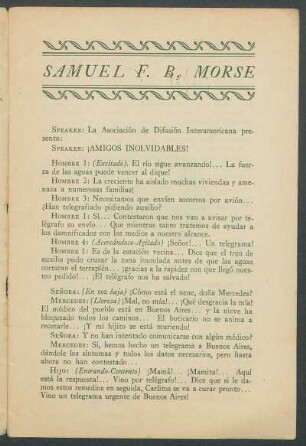 SAMUEL F. B. MORSE
SPEAKER: La Asociación de Difusión Interamericana pre-
senta:
SPEAKER: ¡AMIGOS INOLVIDABLES!
HOMBRE 1: (Excitado). El río sigue avanzando!... La fuer-
za de las aguas puede vencer al dique!
HOMBRE 2: La creciente ha aislado muchas viviendas y ame-
naza a numerosas familias!
HOMBRE 3: Necesitamos que envíen socorros por avión...
¿Han telegrafiado pidiendo auxilio?
HOMBRE 1: Sí... Contestaron que nos van a avisar por te-
légrafo su envío... Que mientras tanto tratemos de ayudar a
los damnificados con los medios a nuestro alcance.
HOMBRE 4: (Acercándose-Agitado) ¡Señor!... Un telegrama!
HOMBRE 1: Es de la estación vecina... Dice que el tren de
auxilio pudo cruzar la zona inundada antes de que las aguas
cortaran el terraplén... ¡gracias a la rapidez con que llegó nues-
tro pedido!... ¡El telégrafo nos ha salvado!
SEÑORA: (En voz baja) ¡Cómo está el nene, doña Mercedes?
MERCEDES: (Llorosa) ¡Mal, no más!... ¡Qué desgracia la mía!
El médico del pueblo está en Buenos Aires... y la nieve ha
bloqueado todos los caminos... El boticario no se anima a
recetarle... ¡Y mi hijito se está muriendo!
SEÑORA: Y no han intentado comunicarse con algún médico?
MERCEDES: Sí, hemos hecho un telegrama a Buenos Aires,
dándole los síntomas y todos los datos necesarios, pero hasta
ahora no han contestado...
HIJO: (Entrando-Contento) ¡Mamá!... ¡Mamita!... Aquí
está la respuesta!... Vino por telégrafo!... Dice que si le da-
mos estos remedios en seguida, Carlitos se va a curar pronto...
Vino un telegrama urgente de Buenos Aires!